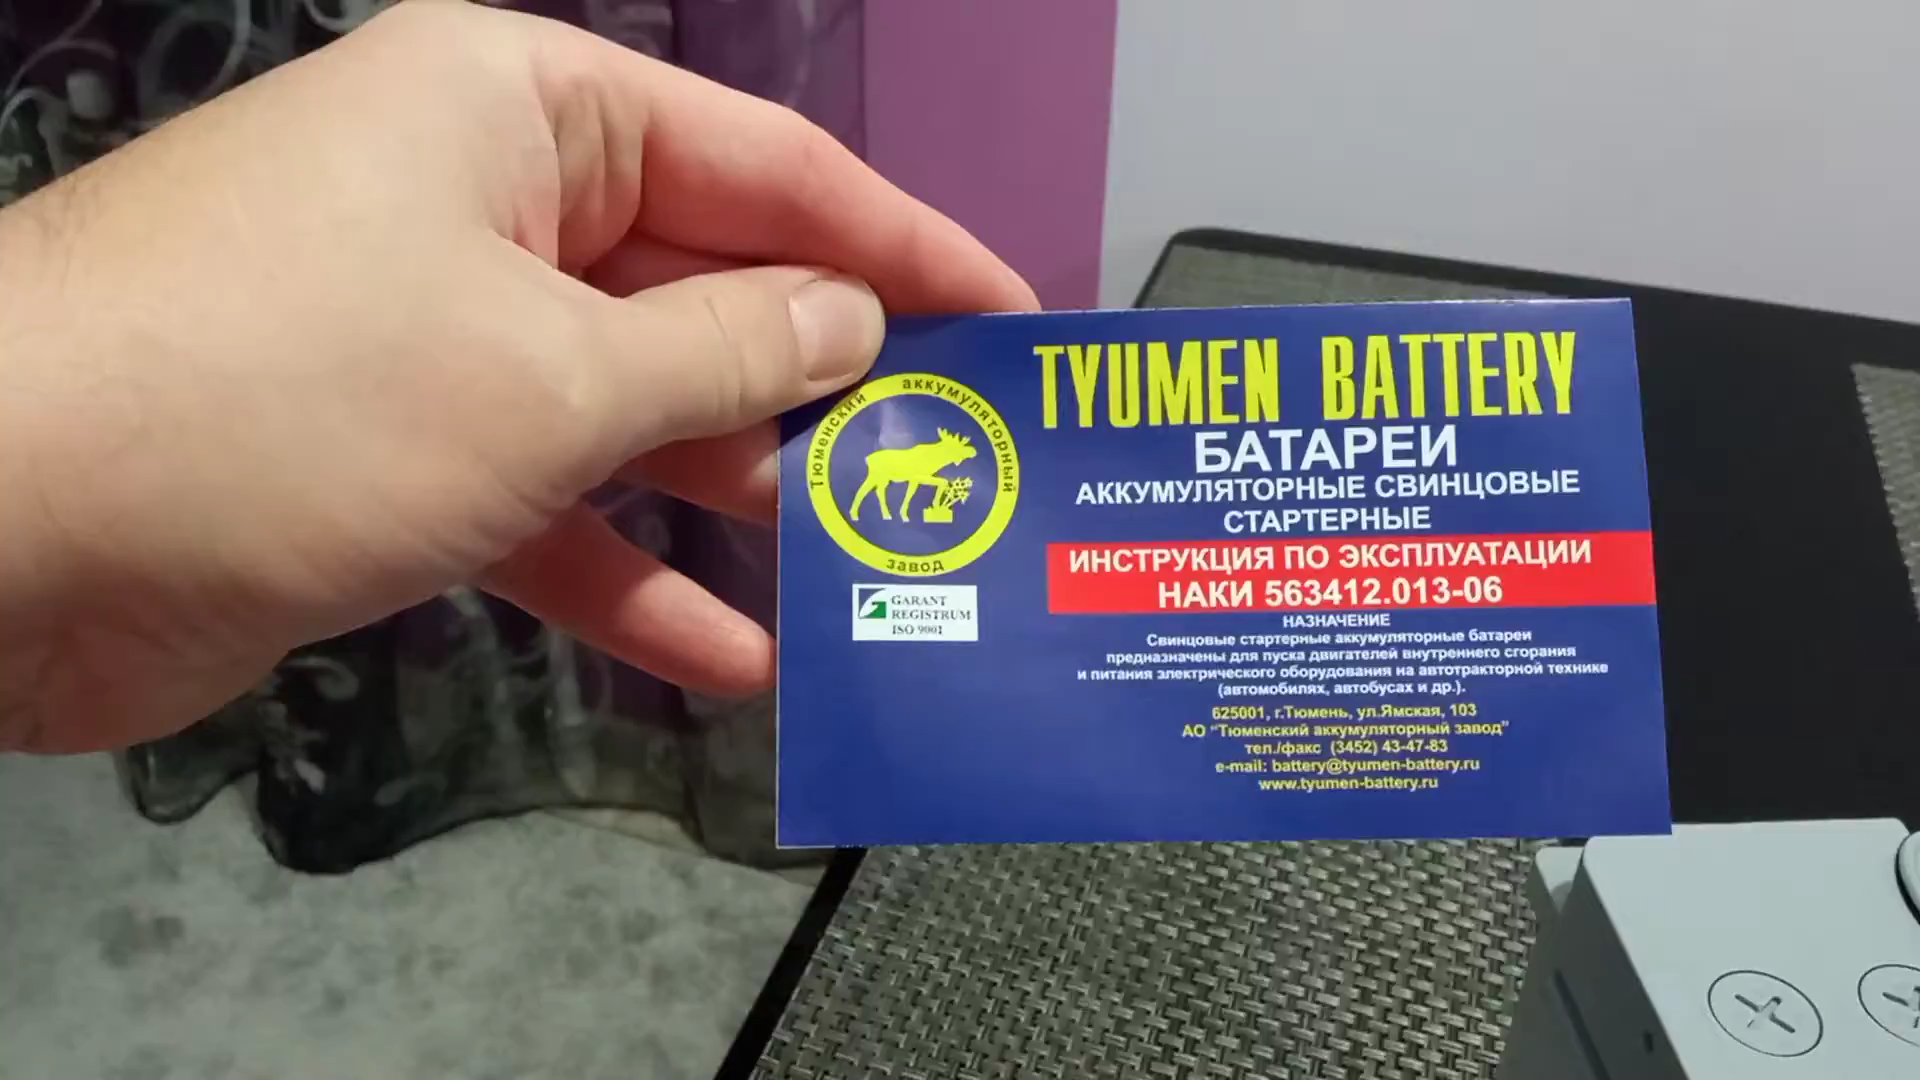 TYUMEN BATTERY
БАТАРЕИ
АККУМУЛЯТОРНЫЕ СВИНЦОВЫЕ
СТАРТЕРНЫЕ
ИНСТРУКЦИЯ ПО ЭКСПЛУАТАЦИИ
НАКИ 563412.013-06
Тюменский аккумуляторный
завод
GARANT
REGISTRUM
ISO 9001
НАЗНАЧЕНИЕ
Свинцовые стартерные аккумуляторные батареи
предназначены для пуска двигателей внутреннего сгорания
и питания электрического оборудования на автотракторной технике
(автомобилях, автобусах и др.).
625001, г.Тюмень, ул.Ямская, 103
АО "Тюменский аккумуляторный завод"
тел./факс (3452) 43-47-83
e-mail: battery@tyumen-battery.ru
www.tyumen-battery.ru